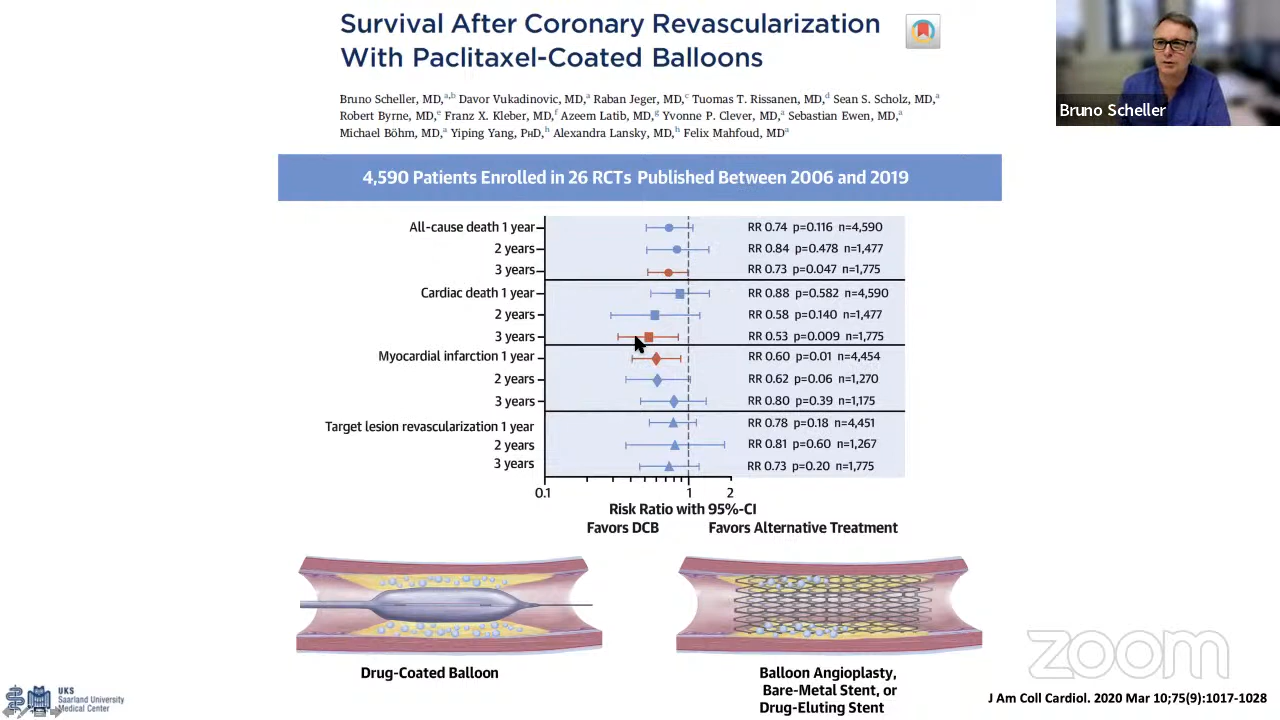 Survival After Coronary Revascularization
With Paclitaxel-Coated Balloons
Bruno Scheller, MD,a,b Davor Vukadinovic, MD,a Raban Jeger, MD,c Tuomas T. Rissanen, MD,d Sean S. Scholz, MD,a
Robert Byrne, MD,e Franz X. Kleber, MD,f Azeem Latib, MD,g Yvonne P. Clever, MD,a Sebastian Ewen, MD,a
Michael Böhm, MD,a Yiping Yang, PhD,h Alexandra Lansky, MD,h Felix Mahfoud, MDa
Bruno Scheller
4,590 Patients Enrolled in 26 RCTs Published Between 2006 and 2019
All-cause death 1 year RR 0.74 p=0.116 n=4,590
2 years RR 0.84 p=0.478 n=1,477
3 years RR 0.73 p=0.047 n=1,775
Cardiac death 1 year RR 0.88 p=0.582 n=4,590
2 years RR 0.58 p=0.140 n=1,477
3 years RR 0.53 p=0.009 n=1,775
Myocardial infarction 1 year RR 0.60 p=0.01 n=4,454
2 years RR 0.62 p=0.06 n=1,270
3 years RR 0.80 p=0.39 n=1,175
Target lesion revascularization 1 year RR 0.78 p=0.18 n=4,451
2 years RR 0.81 p=0.60 n=1,267
3 years RR 0.73 p=0.20 n=1,775
0.1 1 2
Risk Ratio with 95%-CI
Favors DCB Favors Alternative Treatment
Drug-Coated Balloon
Balloon Angioplasty,
Bare-Metal Stent, or
Drug-Eluting Stent
zoom
UKS
Saarland University
Medical Center
J Am Coll Cardiol. 2020 Mar 10;75(9):1017-1028